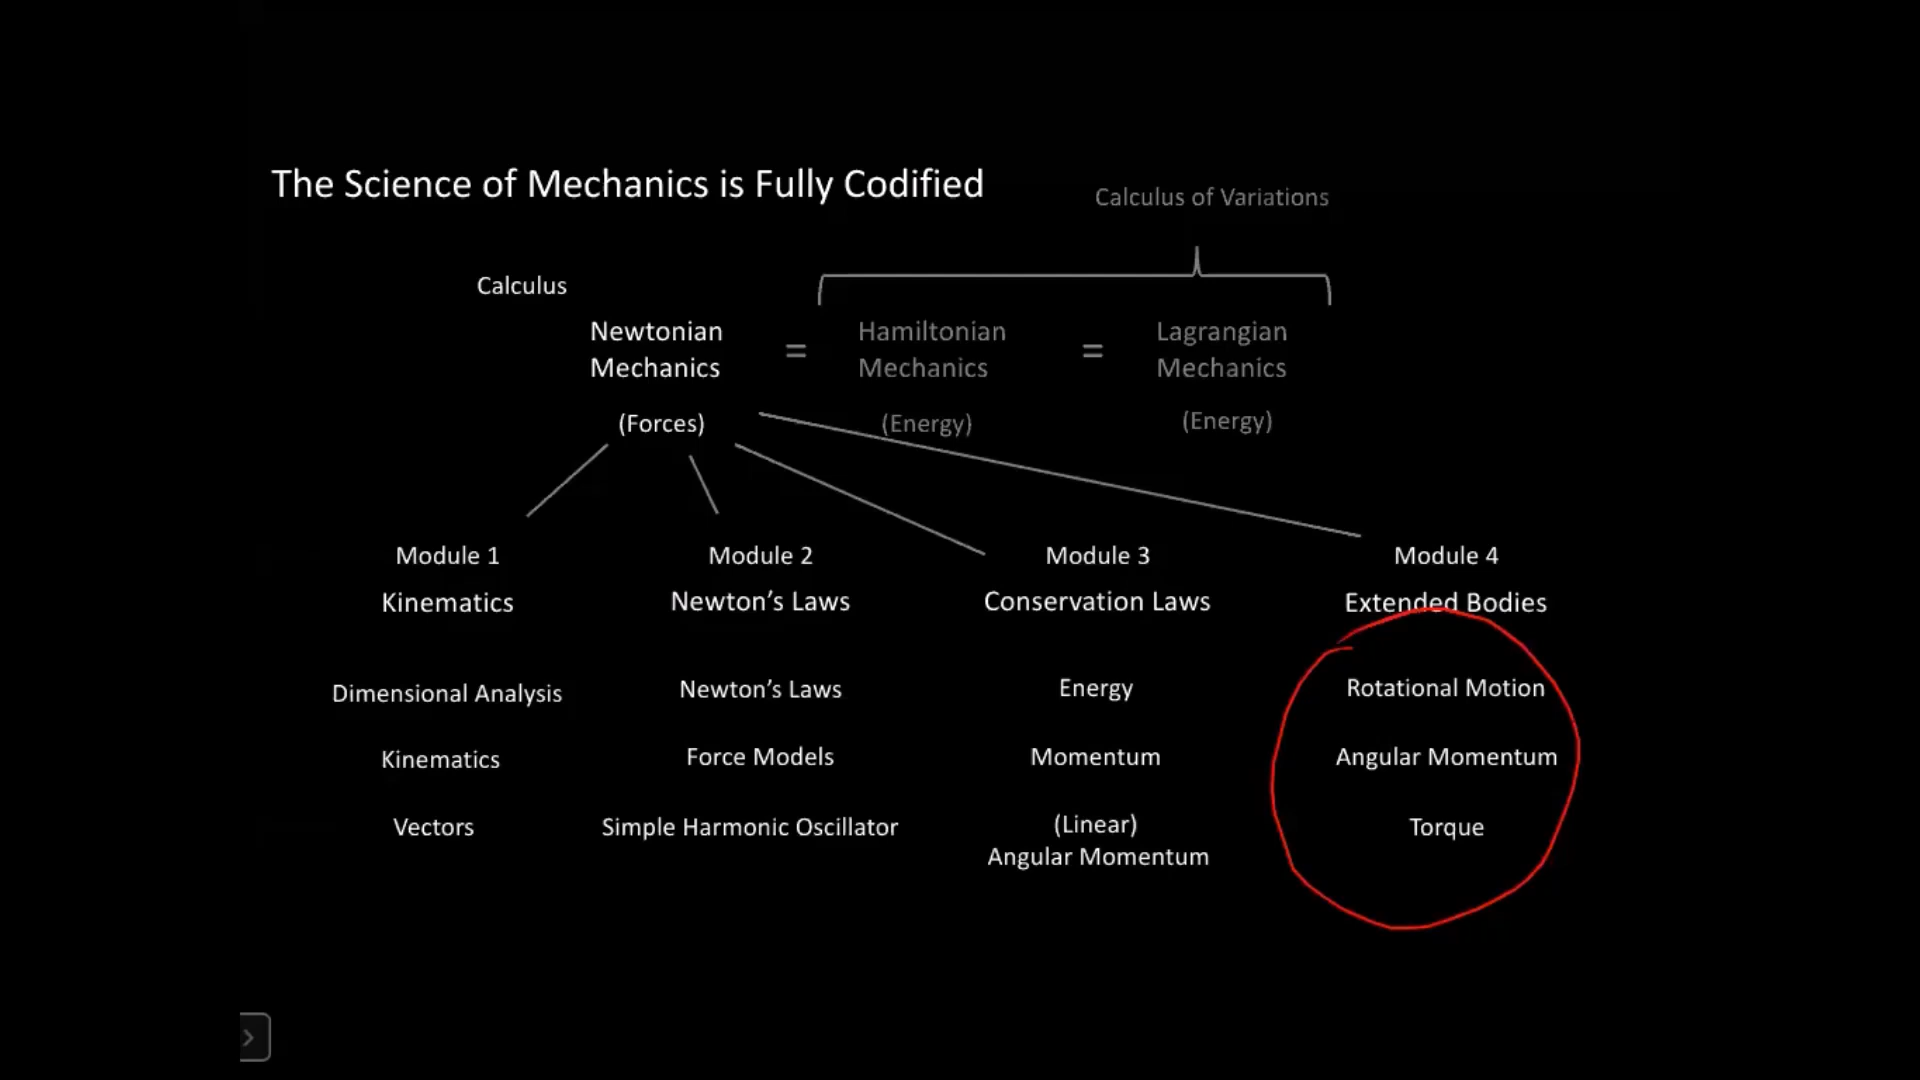 The Science of Mechanics is Fully Codified
Calculus of Variations
Calculus
Newtonian
Mechanics
=
Hamiltonian
Mechanics
=
Lagrangian
Mechanics
(Forces)
(Energy)
(Energy)
Module 1
Kinematics
Dimensional Analysis
Kinematics
Vectors
Module 2
Newton’s Laws
Newton’s Laws
Force Models
Simple Harmonic Oscillator
Module 3
Conservation Laws
Energy
Momentum
(Linear)
Angular Momentum
Module 4
Extended Bodies
Rotational Motion
Angular Momentum
Torque